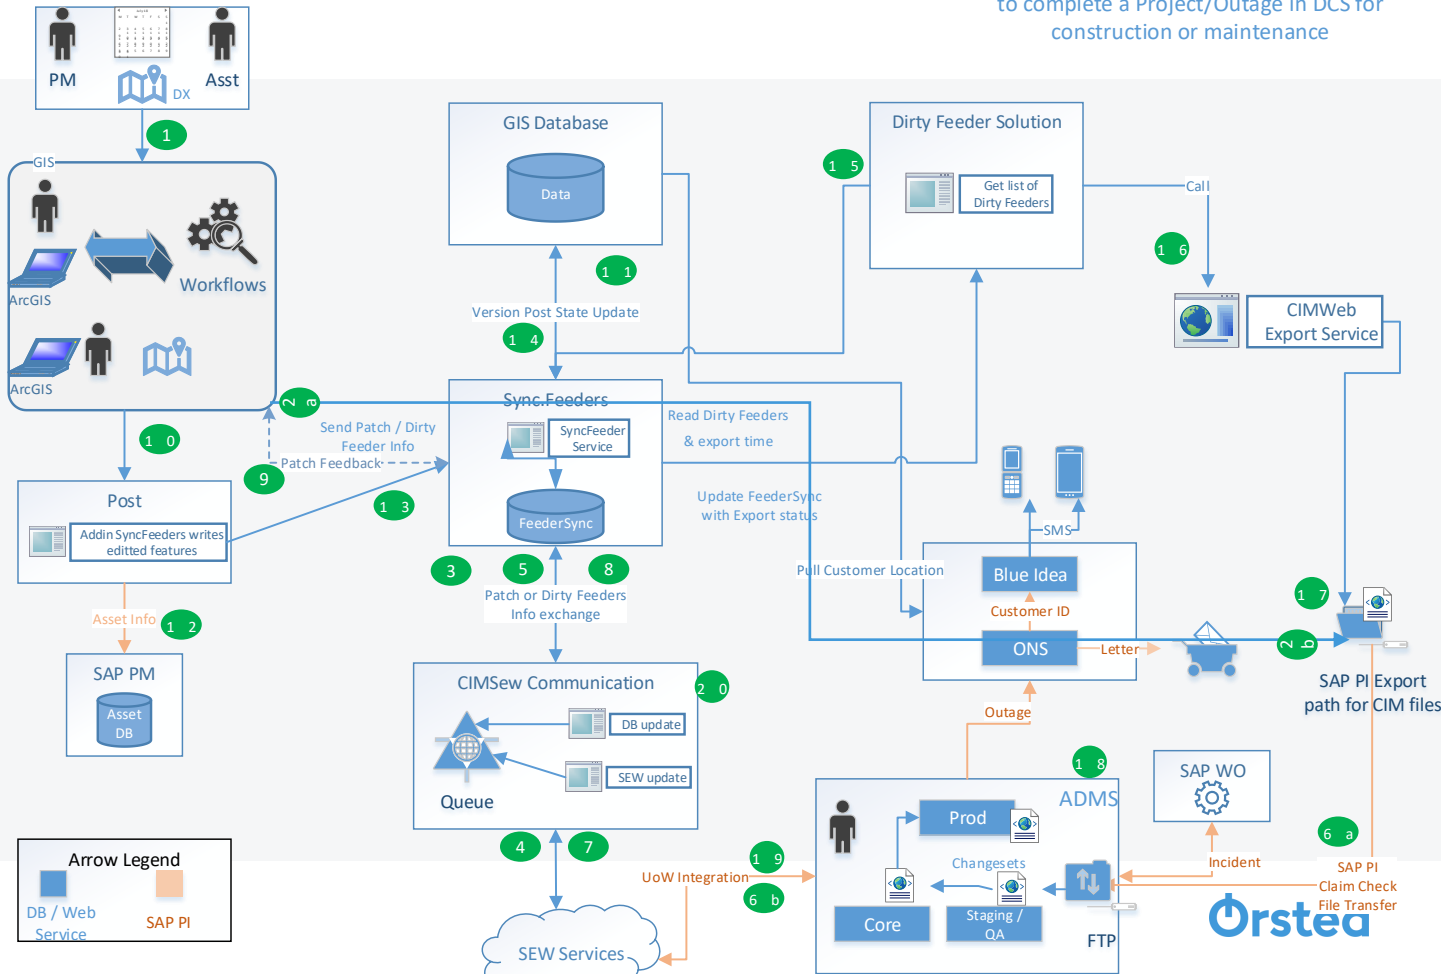 to complete a Project/Outage in DCS for
construction or maintenance
PM
Asst
DX
1
GIS
Workflows
ArcGIS
ArcGIS
1 0
2 a
Send Patch / Dirty
Feeder Info
Patch Feedback
9
1 3
Post
Addin SyncFeeders writes
editted features
Asset Info
1 2
SAP PM
Asset
DB
GIS Database
Data
1 1
Version Post State Update
1 4
Sync.Feeders
SyncFeeder
Service
FeederSync
3
5
8
Patch or Dirty Feeders
Info exchange
CIMSew Communication
2 0
DB update
SEW update
Queue
4
7
SEW Services
Dirty Feeder Solution
1 5
Get list of
Dirty Feeders
Call
1 6
CIMWeb
Export Service
Read Dirty Feeders
& export time
Update FeederSync
with Export status
SMS
Pull Customer Location
Blue Idea
Customer ID
ONS
Letter
2 b
1 7
SAP PI Export
path for CIM files
Outage
1 8
ADMS
SAP WO
Prod
Changesets
Core
Staging /
QA
FTP
1 9
UoW Integration
6 b
Incident
6 a
SAP PI
Claim Check
File Transfer
Ørsted
Arrow Legend
DB / Web
Service
SAP PI